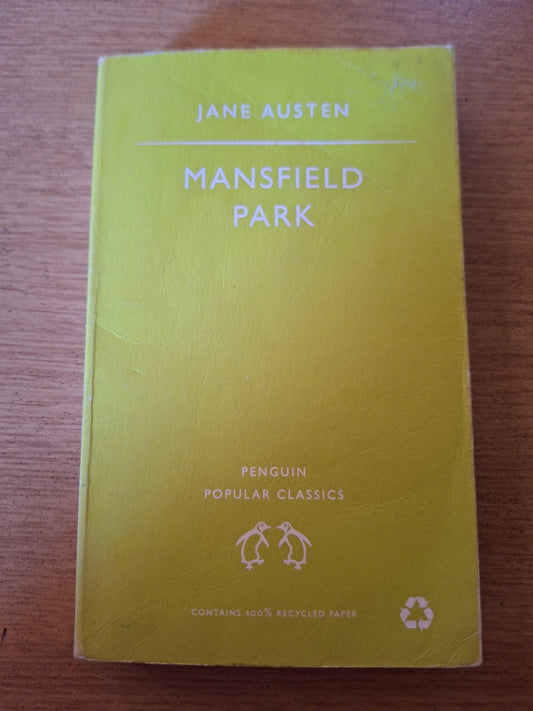 JANE AUSTEN
MANSFIELD
PARK
PENGUIN
POPULAR CLASSICS
CONTAINS 100% RECYCLED PAPER